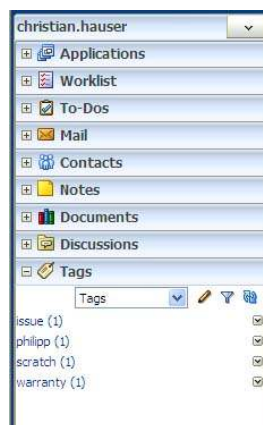 christian.hauser
Applications
Worklist
To-Dos
Mail
Contacts
Notes
Documents
Discussions
Tags
Tags
issue (1)
philipp (1)
scratch (1)
warranty (1)